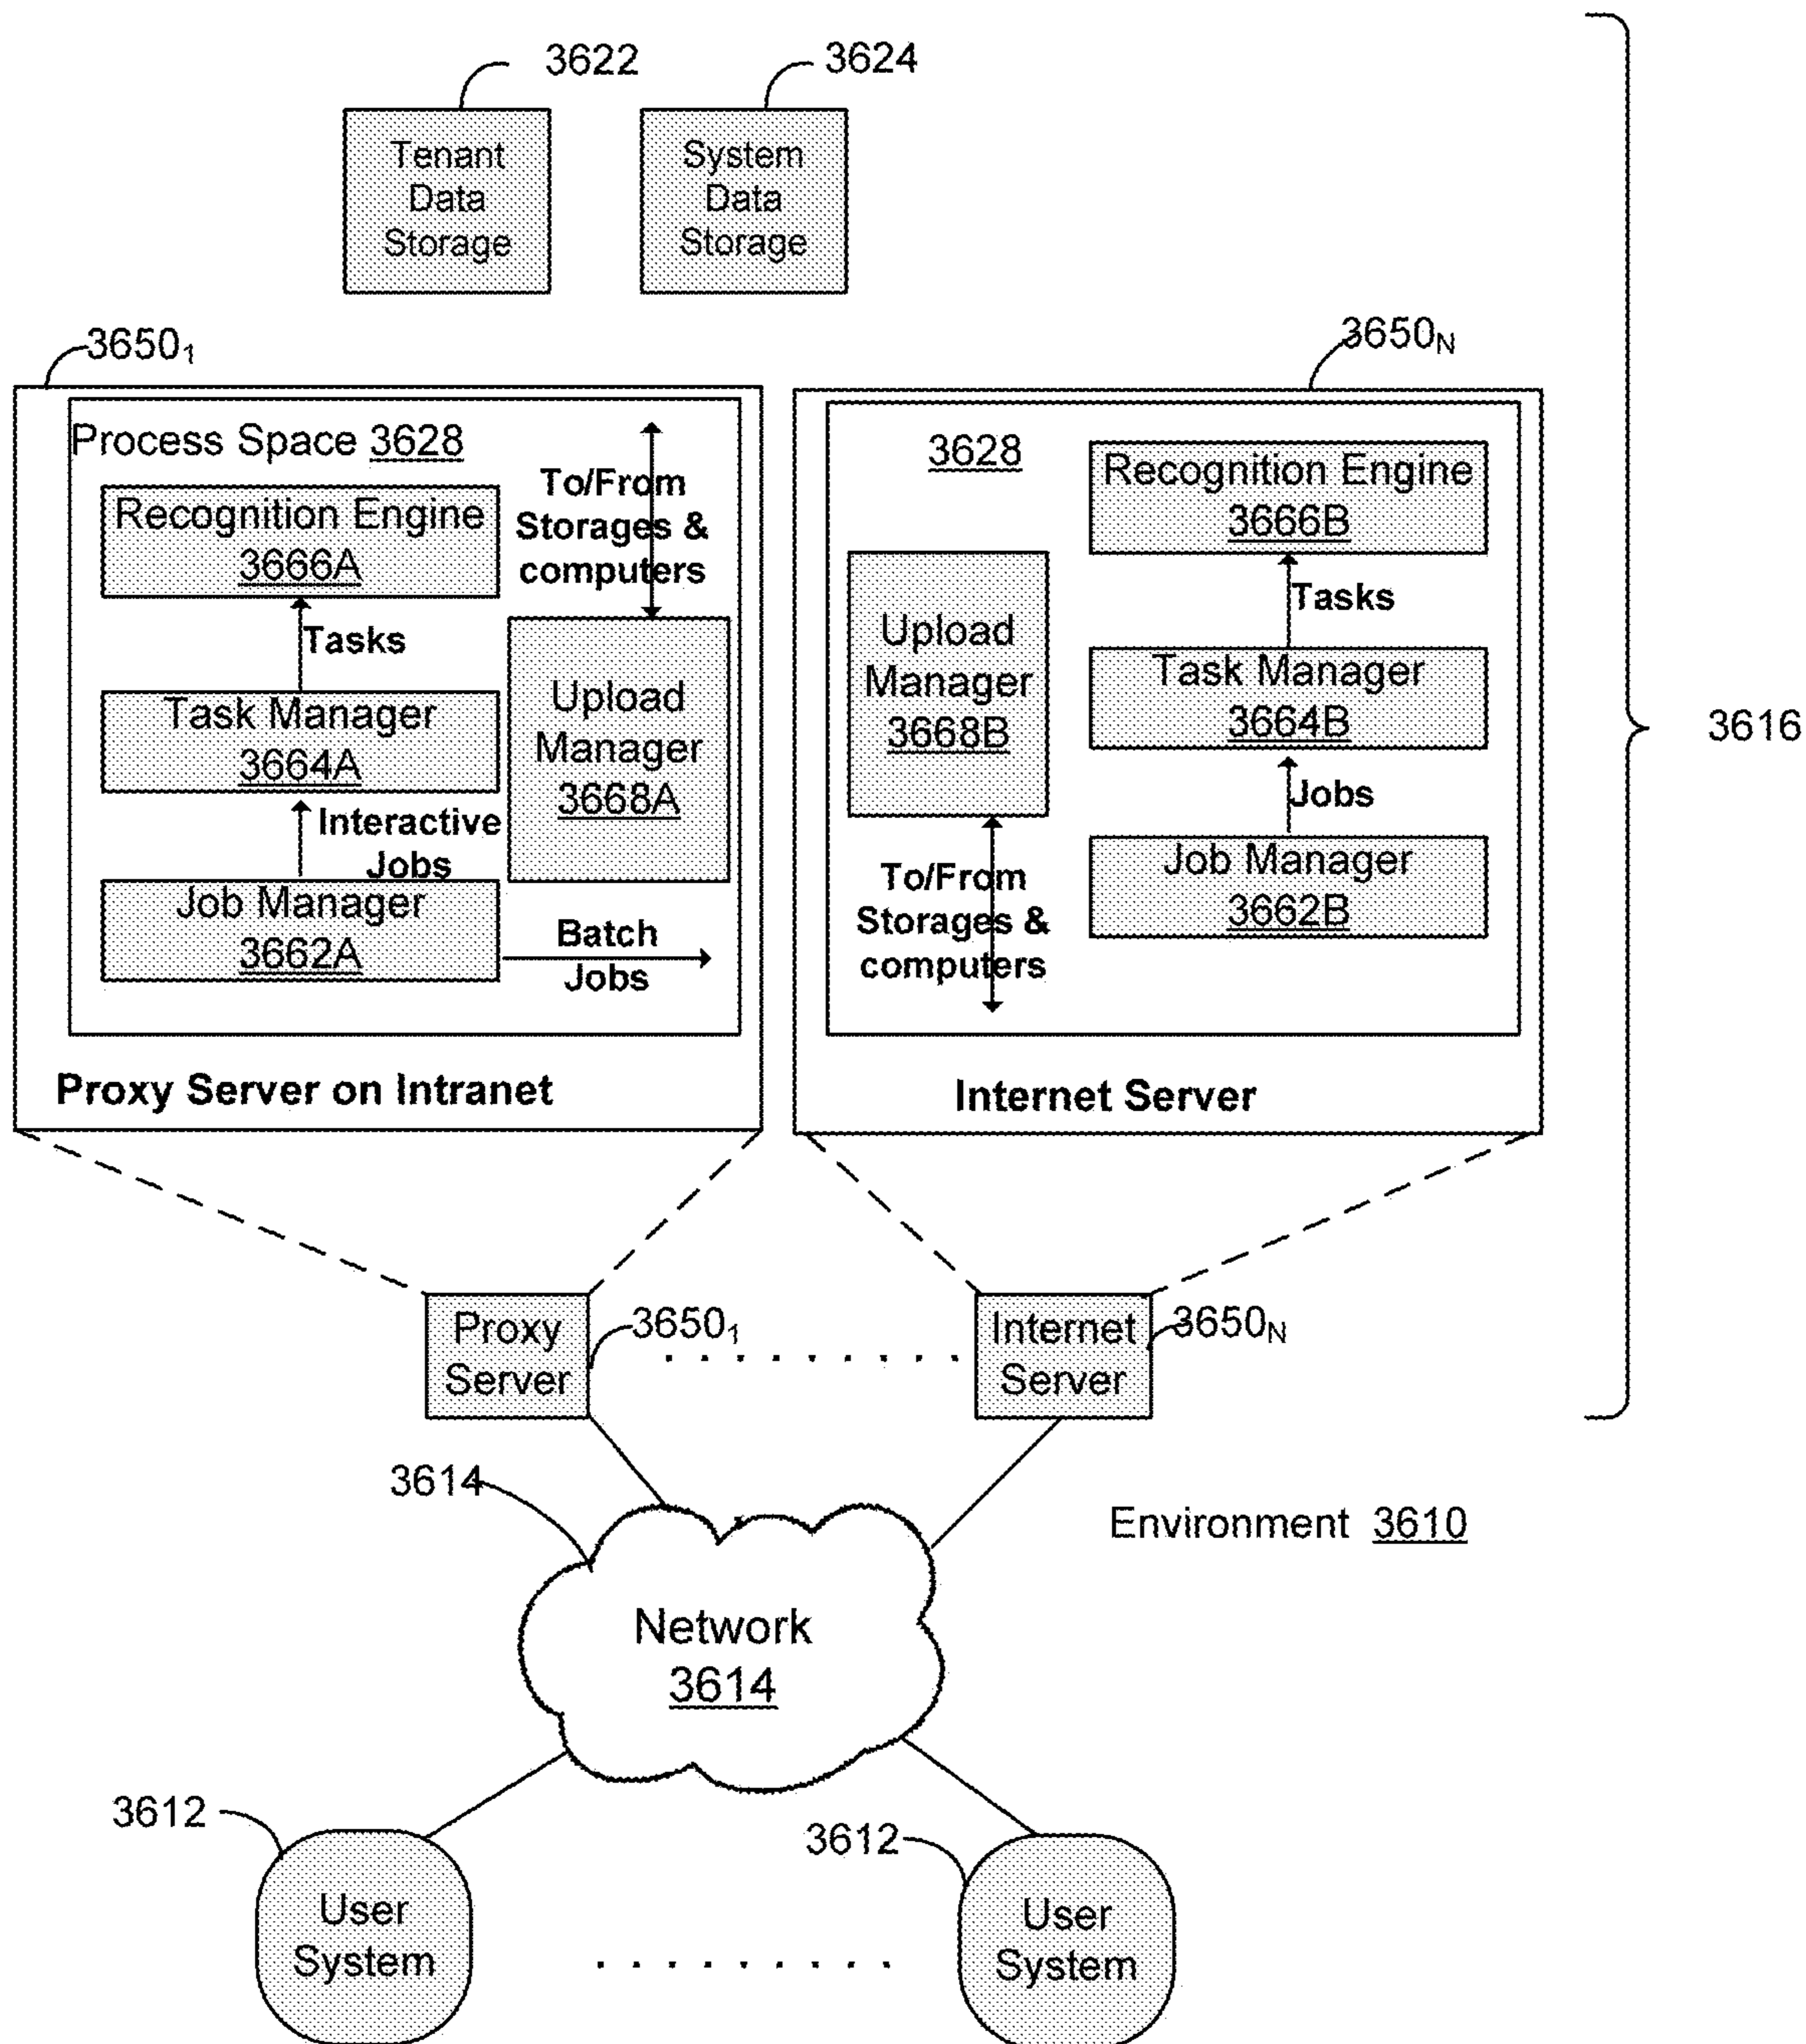 3622
3624
Tenant
Data
Storage
System
Data
Storage
3616
3650₁
Process Space 3628
Recognition Engine
3666A
Tasks
Task Manager
3664A
Interactive
Jobs
Job Manager
3662A
To/From
Storages &
computers
Upload
Manager
3668A
Batch
Jobs
Proxy Server on Intranet
3650N
3628
Recognition Engine
3666B
Tasks
Task Manager
3664B
Jobs
Job Manager
3662B
Upload
Manager
3668B
To/From
Storages &
computers
Internet Server
Proxy
Server
3650₁
Internet
Server
3650N
3614
Environment 3610
Network
3614
3612
User
System
3612
User
System